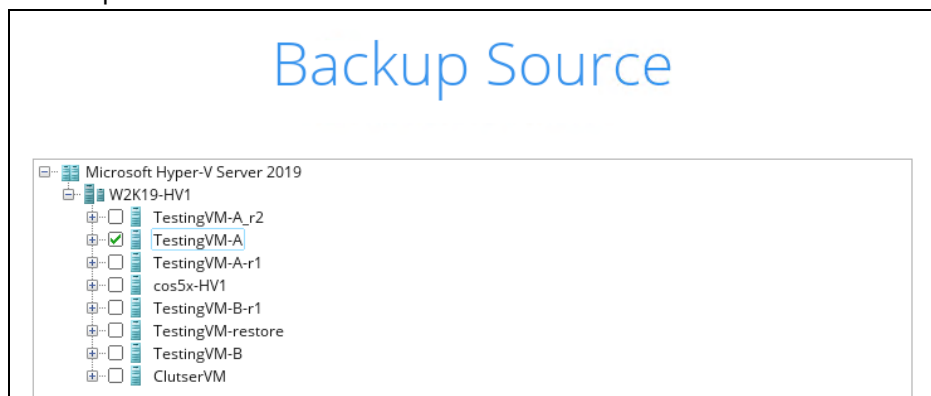 Backup Source
Microsoft Hyper-V Server 2019
W2K19-HV1
TestingVM-A_r2
TestingVM-A
TestingVM-A-r1
cos5x-HV1
TestingVM-B-r1
TestingVM-restore
TestingVM-B
ClutserVM